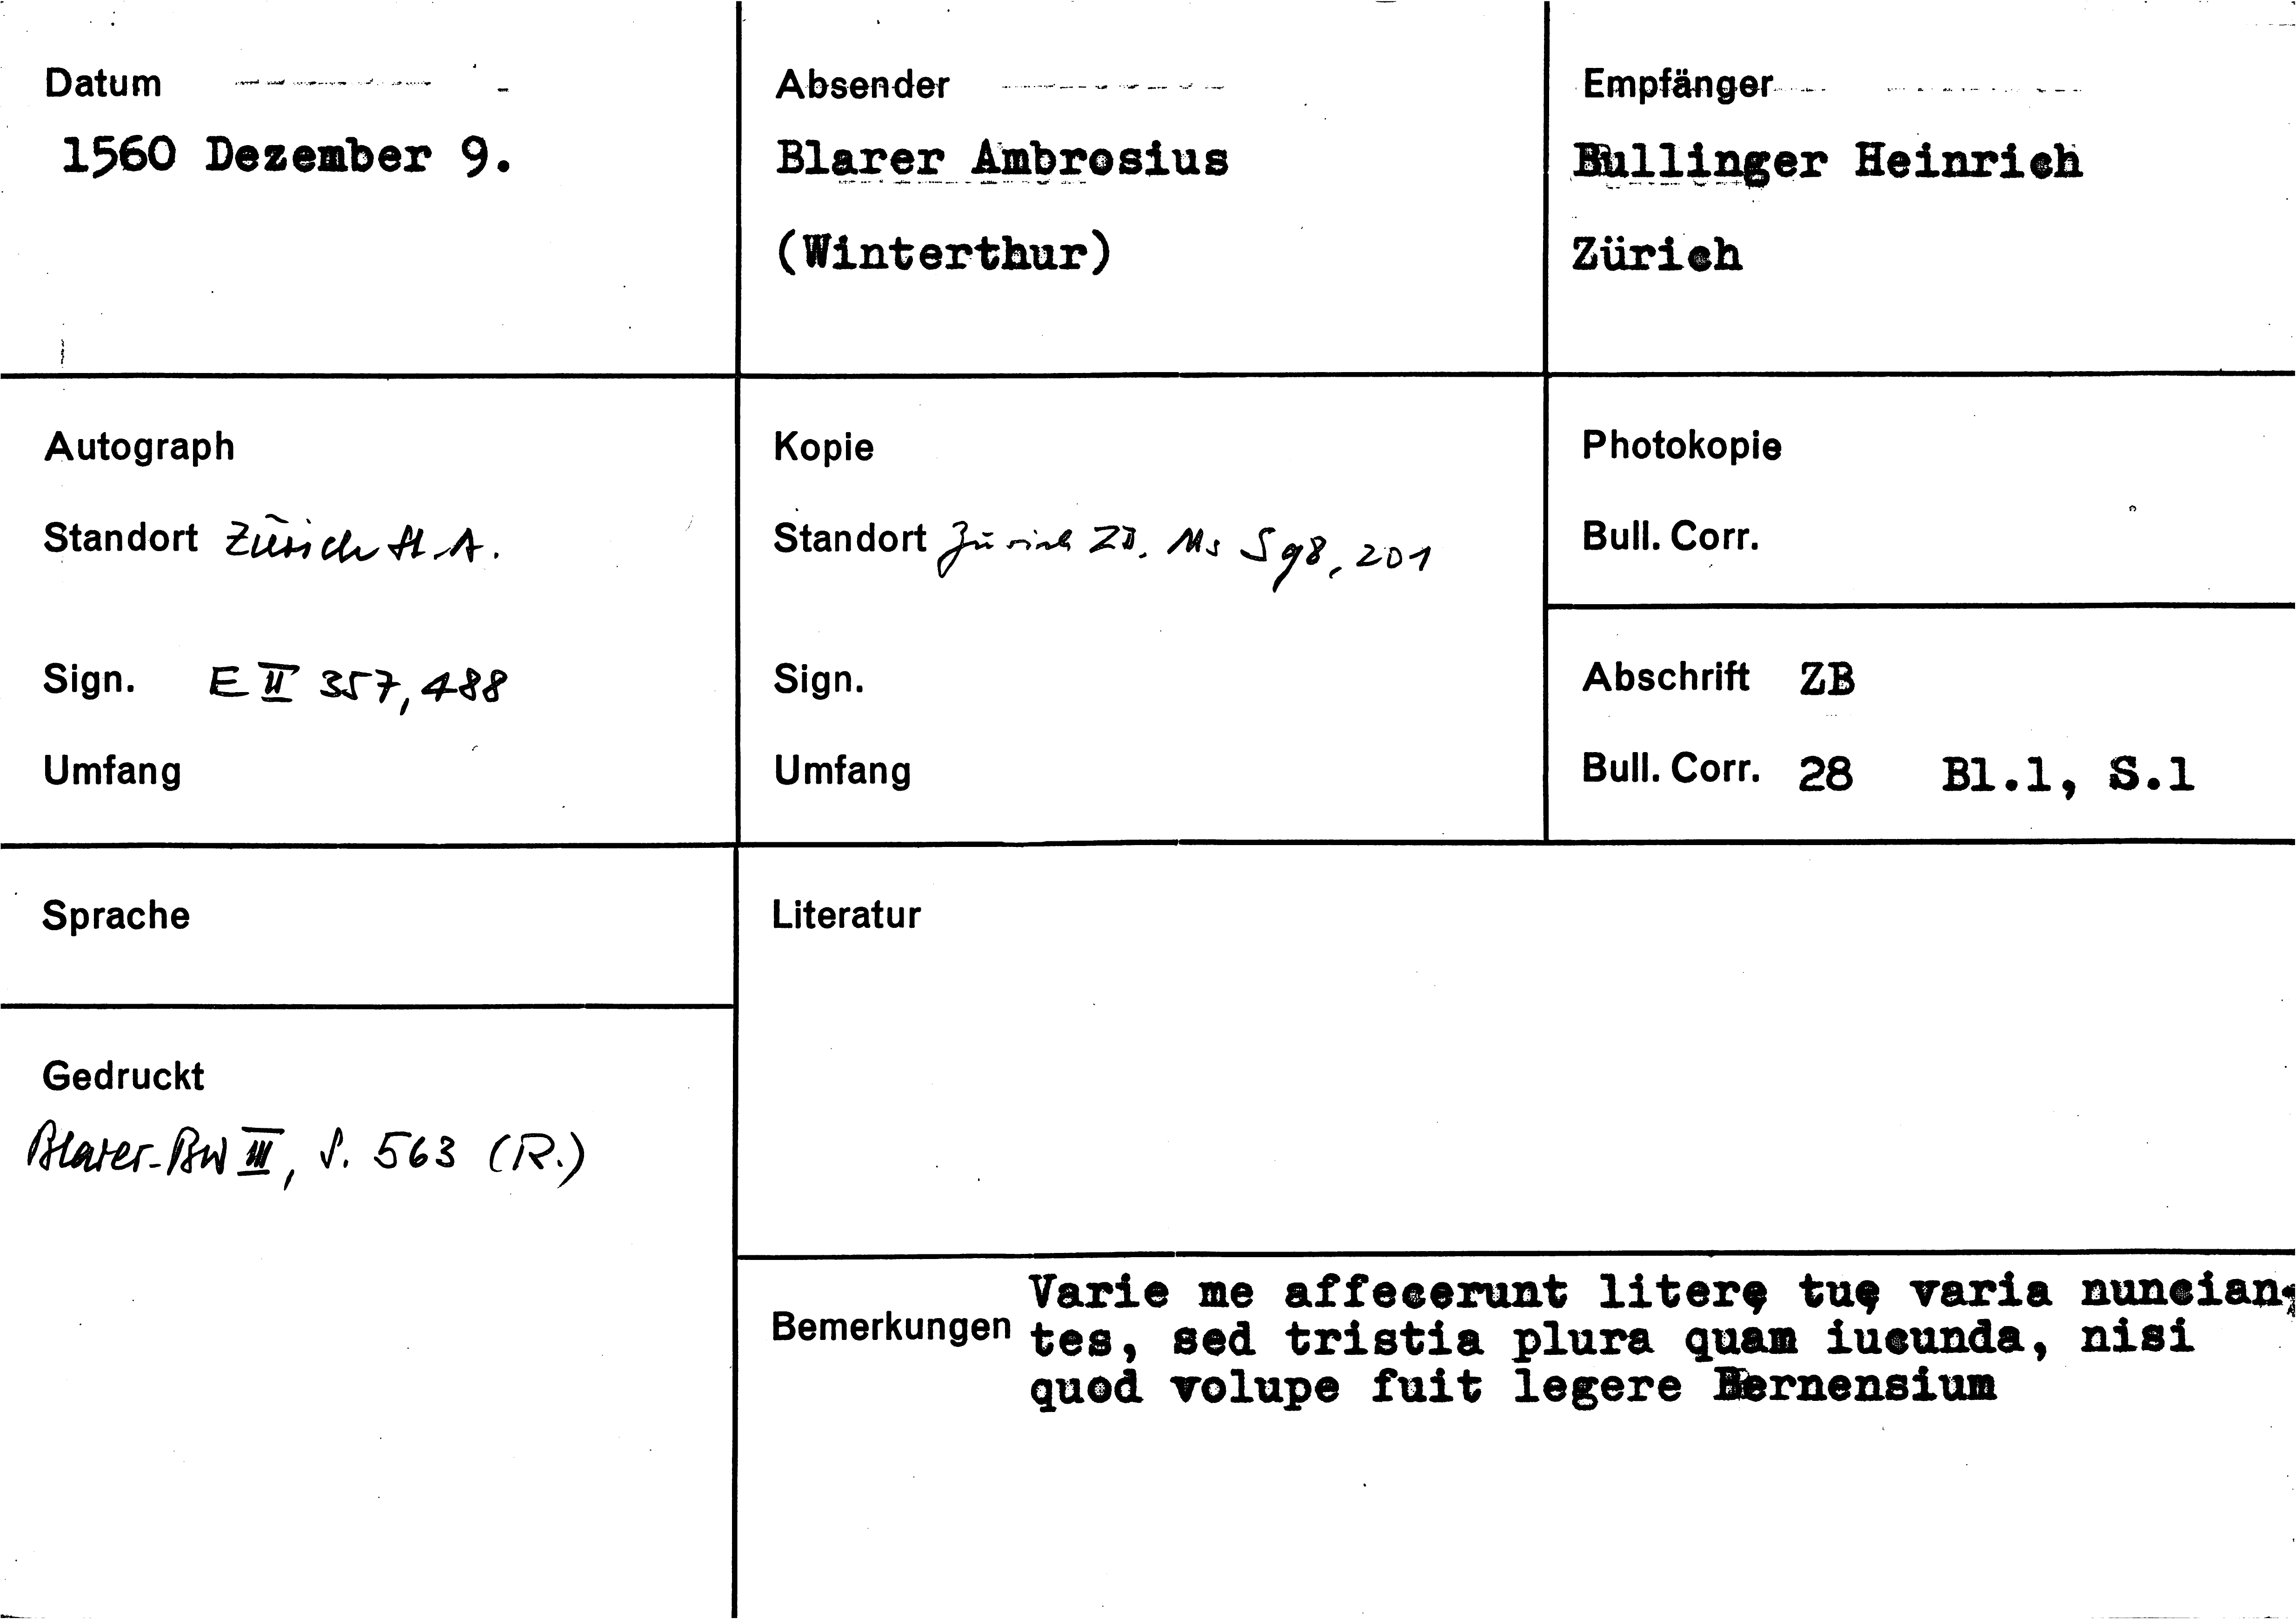 Datum
1560 Dezember 9.
Absender
Blarer Ambrosius
(Winterthur)
Empfänger
Bullinger Heinrich
Zürich
Autograph
Standort Zürich StA.
Sign. E II 357, 488
Umfang
Kopie
Standort Zürich ZB. Ms S 98, 201
Sign.
Umfang
Photokopie
Bull. Corr.
Abschrift ZB
Bull. Corr. 28 Bl.1, S.1
Sprache
Literatur
Gedruckt
Blarer-BW III, S. 563 (R.)
Bemerkungen
Varie me affecerunt literę tuę varia nuncian-
tes, sed tristia plura quam iucunda, nisi
quod volupe fuit legere Bernensium